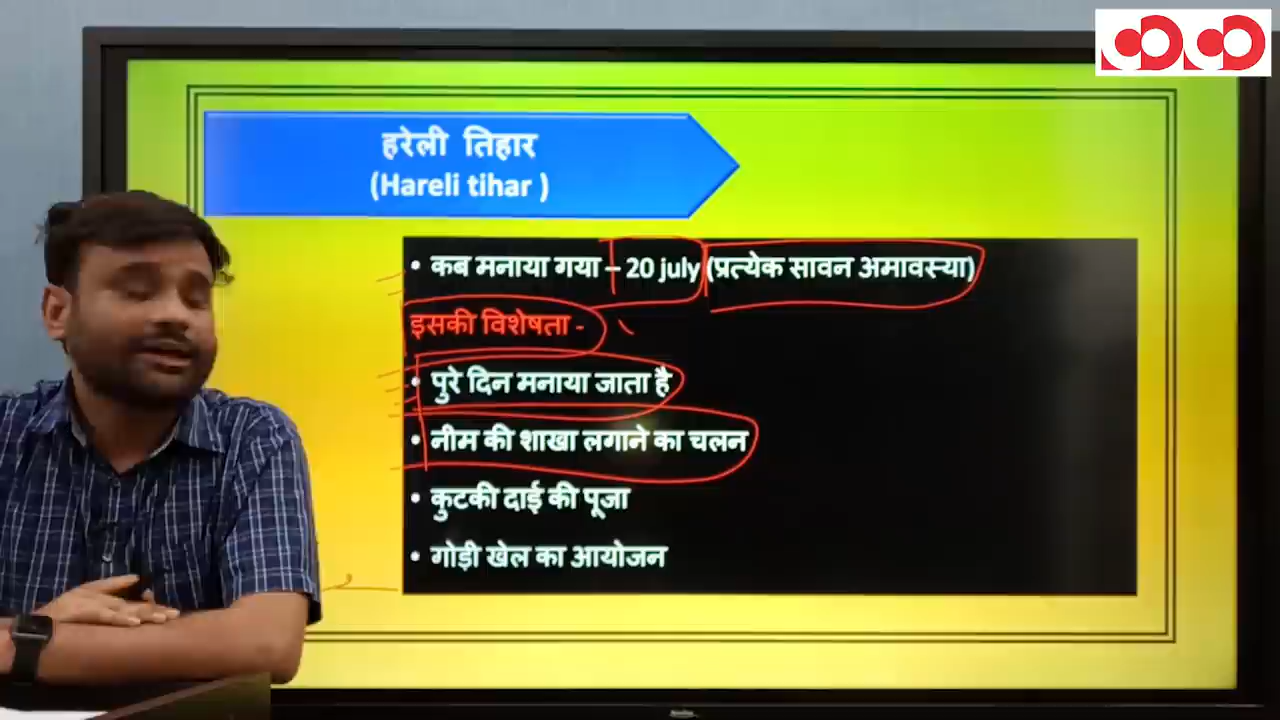 हरेली तिहार
(Hareli tihar )
• कब मनाया गया – 20 july (प्रत्येक सावन अमावस्या)
इसकी विशेषता -
• पुरे दिन मनाया जाता है
• नीम की शाखा लगाने का चलन
• कुटकी दाई की पूजा
• गोड़ी खेल का आयोजन